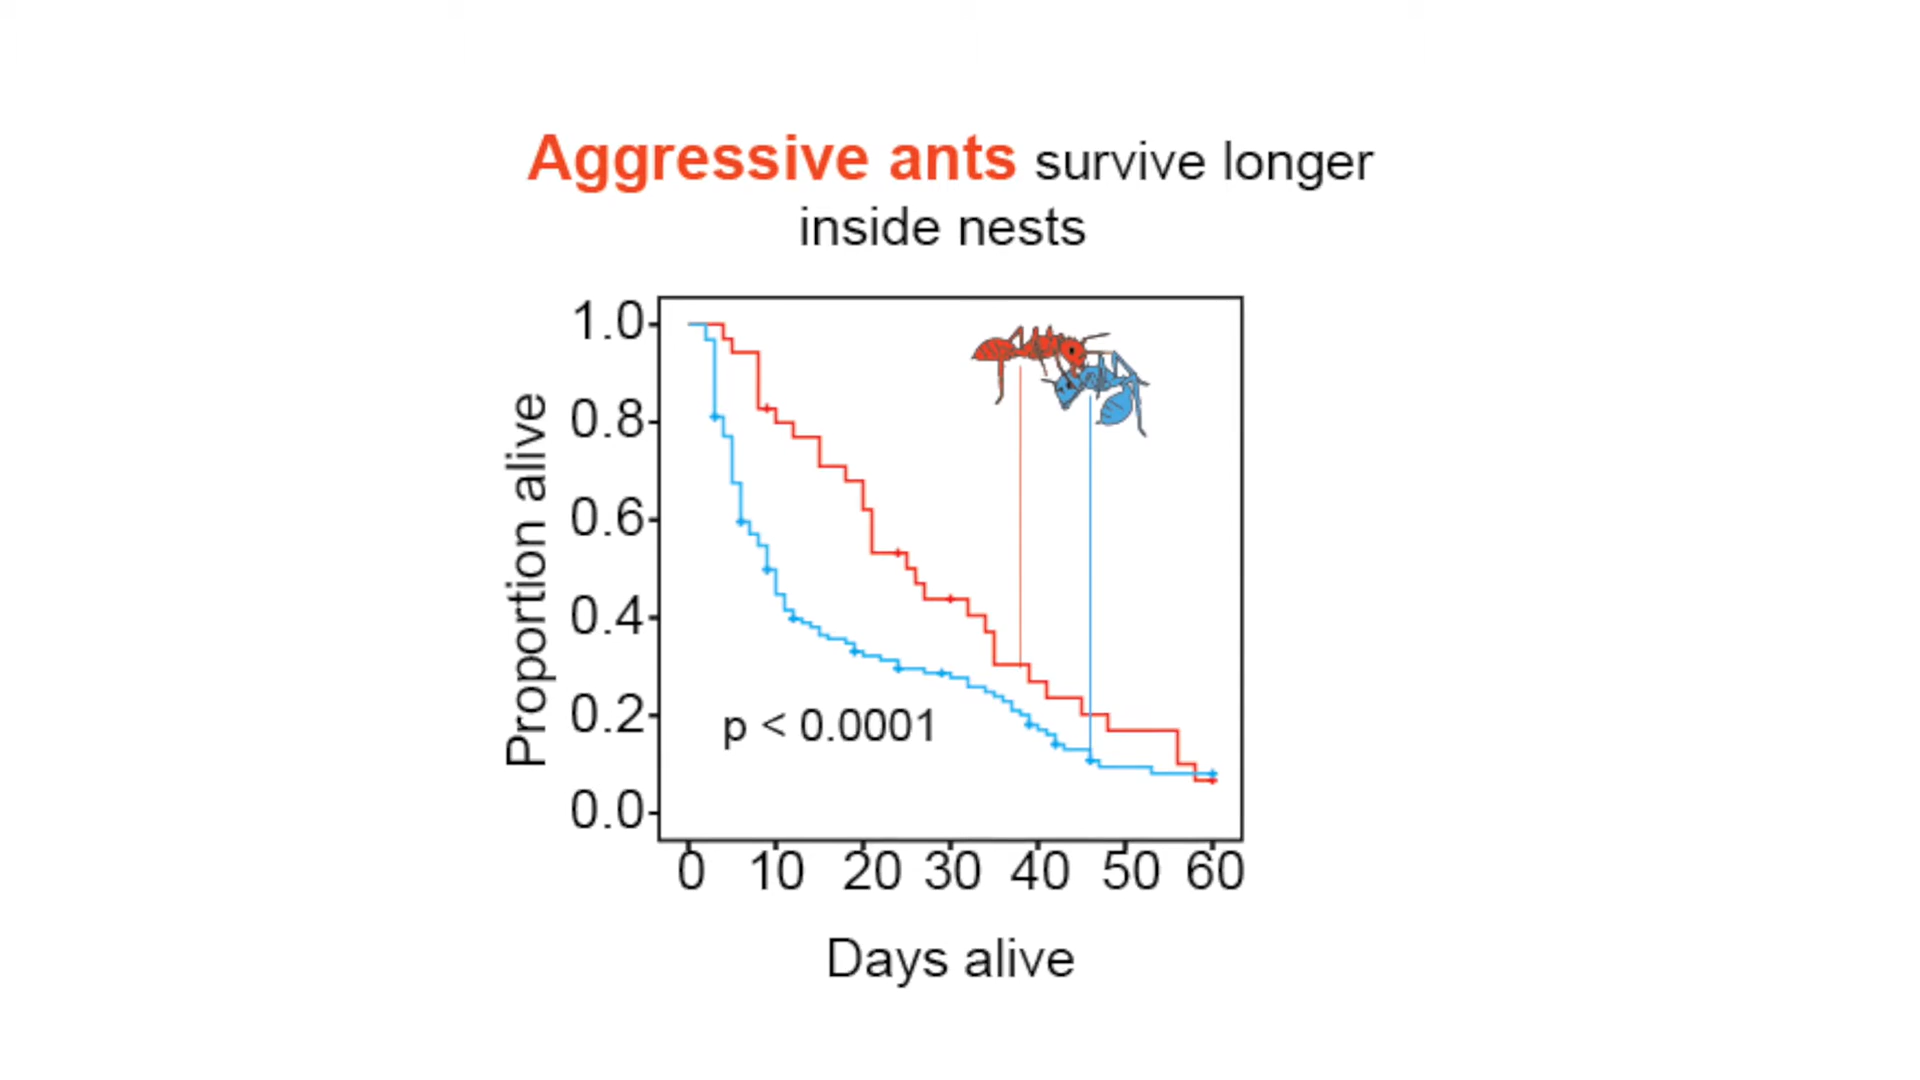 Aggressive ants survive longer
inside nests
1.0
0.8
0.6
0.4
0.2
0.0
Proportion alive
p < 0.0001
0 10 20 30 40 50 60
Days alive